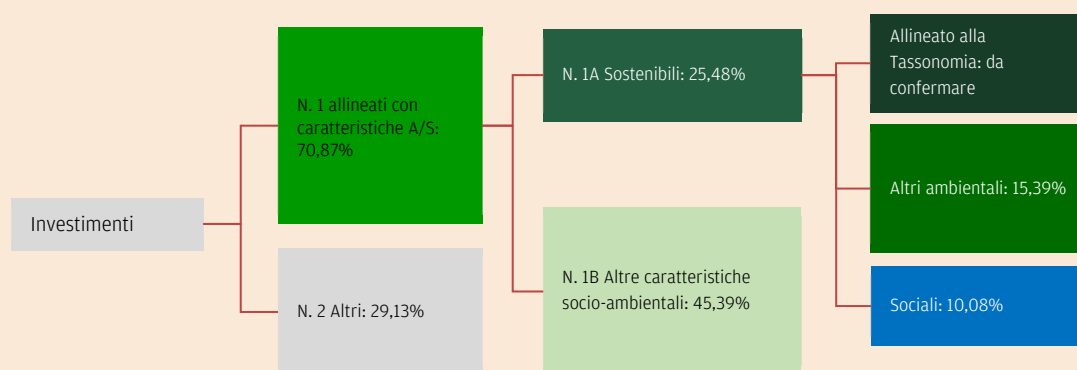 Investimenti
N. 1 allineati con
caratteristiche A/S:
70,87%
N. 2 Altri: 29,13%
N. 1A Sostenibili: 25,48%
N. 1B Altre caratteristiche
socio-ambientali: 45,39%
Allineato alla
Tassonomia: da
confermare
Altri ambientali: 15,39%
Sociali: 10,08%